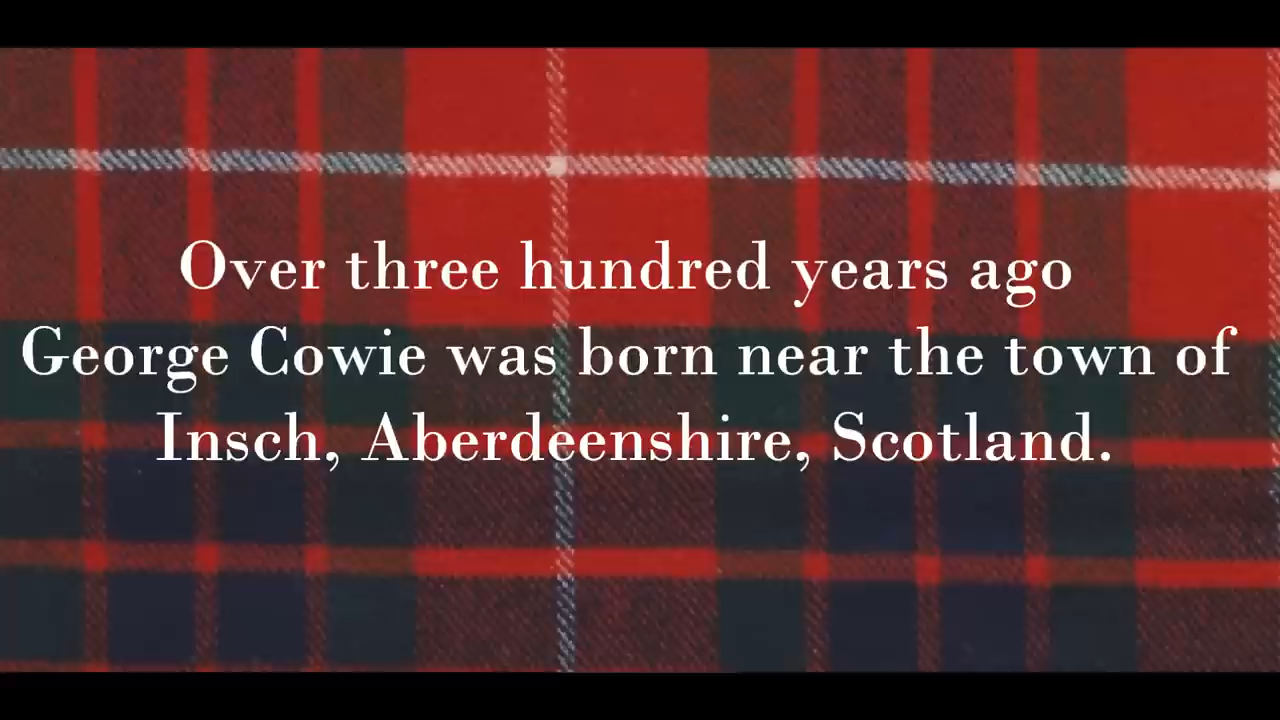 Over three hundred years ago
George Cowie was born near the town of
Insch, Aberdeenshire, Scotland.